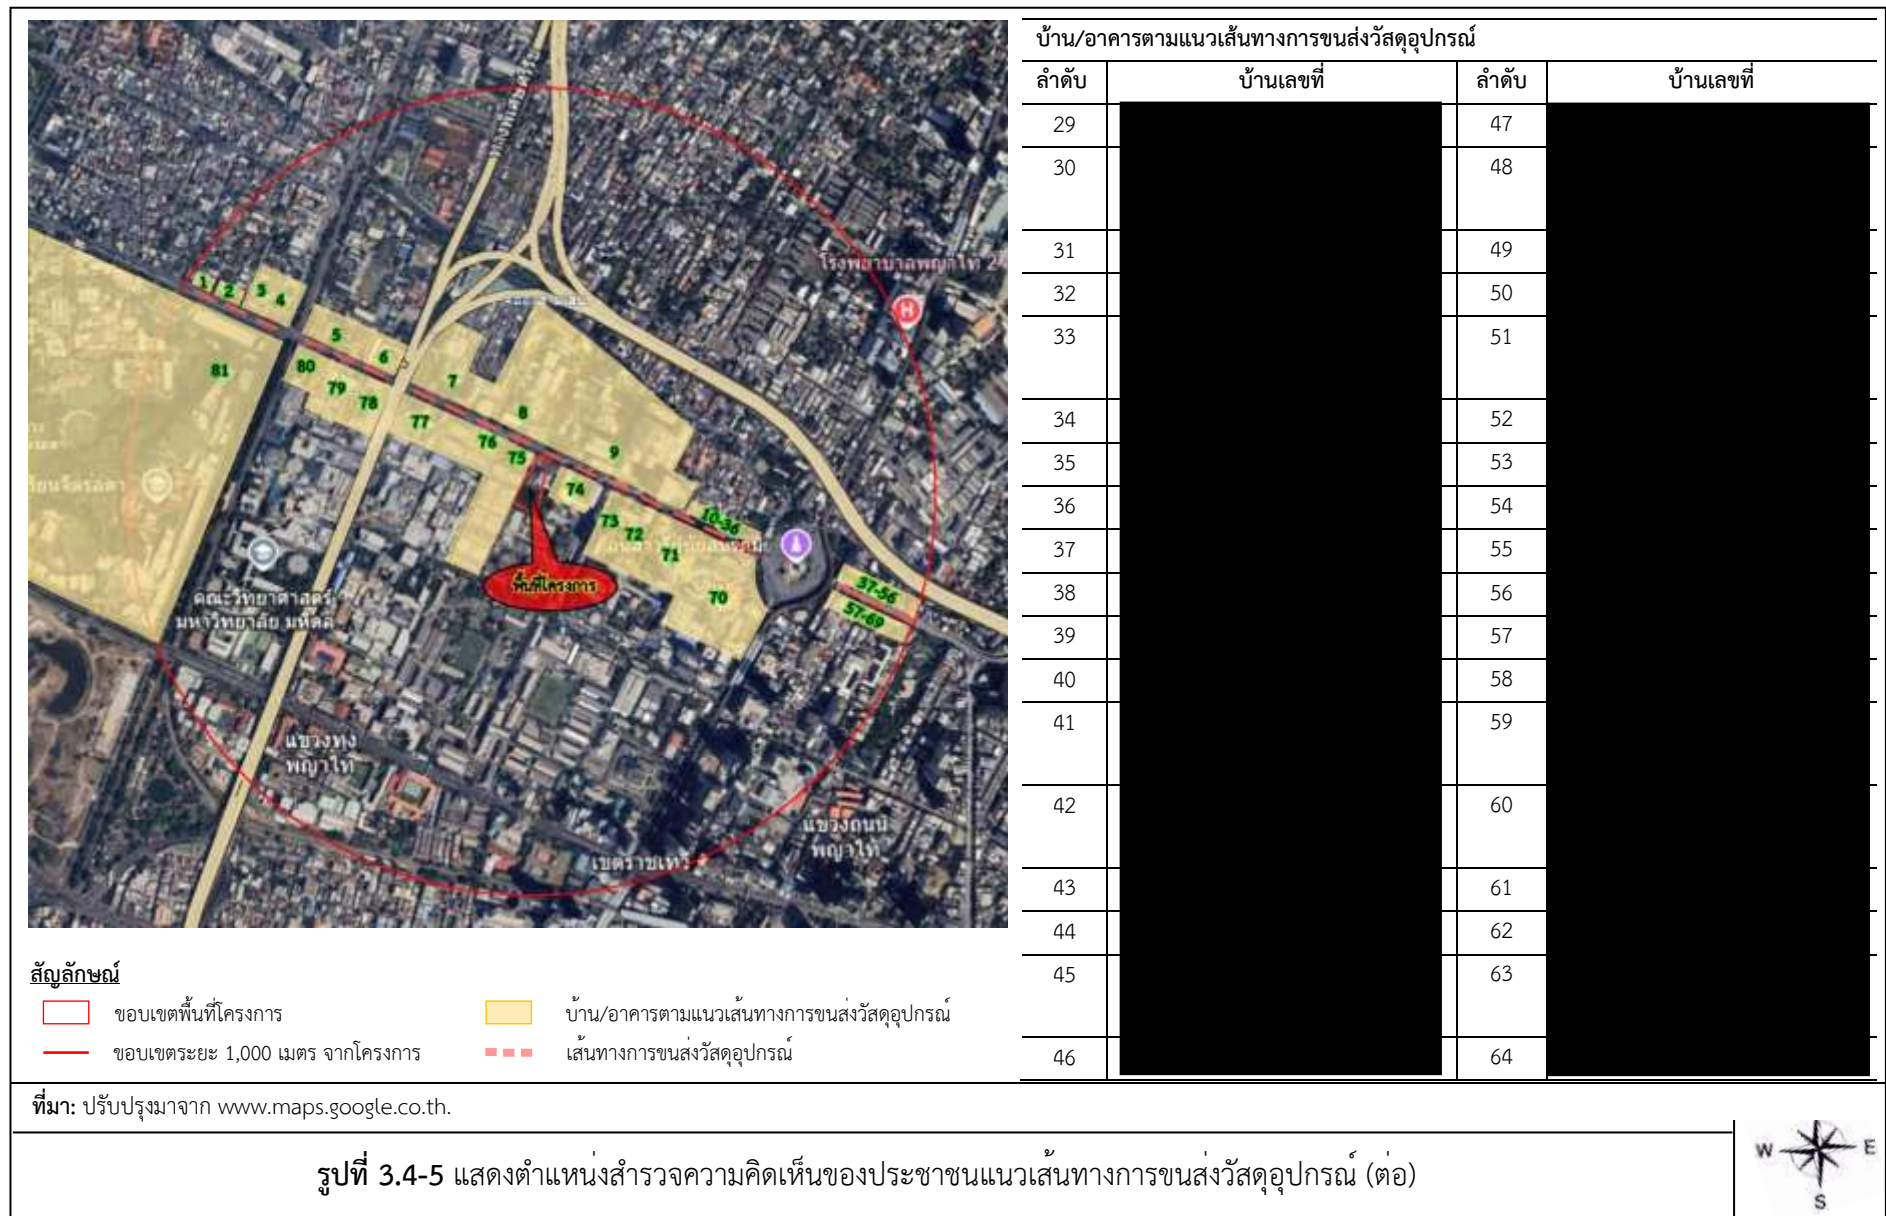 ทางพิเศษศรีรัช
โรงพยาบาลพญาไท 2
1
2
3
4
5
6
7
8
9
10-36
81
80
79
78
77
76
75
74
73
72
71
70
37-56
57-69
พื้นที่โครงการ
คณะวิทยาศาสตร์
มหาวิทยาลัย มหิดล
แขวงทุ่ง
พญาไท
แขวงถนน
พญาไท
เขตราชเทวี
สัญลักษณ์
ขอบเขตพื้นที่โครงการ
บ้าน/อาคารตามแนวเส้นทางการขนส่งวัสดุอุปกรณ์
ขอบเขตระยะ 1,000 เมตร จากโครงการ
เส้นทางการขนส่งวัสดุอุปกรณ์
บ้าน/อาคารตามแนวเส้นทางการขนส่งวัสดุอุปกรณ์
ลำดับ บ้านเลขที่ ลำดับ บ้านเลขที่
29 47
30 48
31 49
32 50
33 51
34 52
35 53
36 54
37 55
38 56
39 57
40 58
41 59
42 60
43 61
44 62
45 63
46 64
ที่มา: ปรับปรุงมาจาก www.maps.google.co.th.
รูปที่ 3.4-5 แสดงตำแหน่งสำรวจความคิดเห็นของประชาชนแนวเส้นทางการขนส่งวัสดุอุปกรณ์ (ต่อ)
W E
S